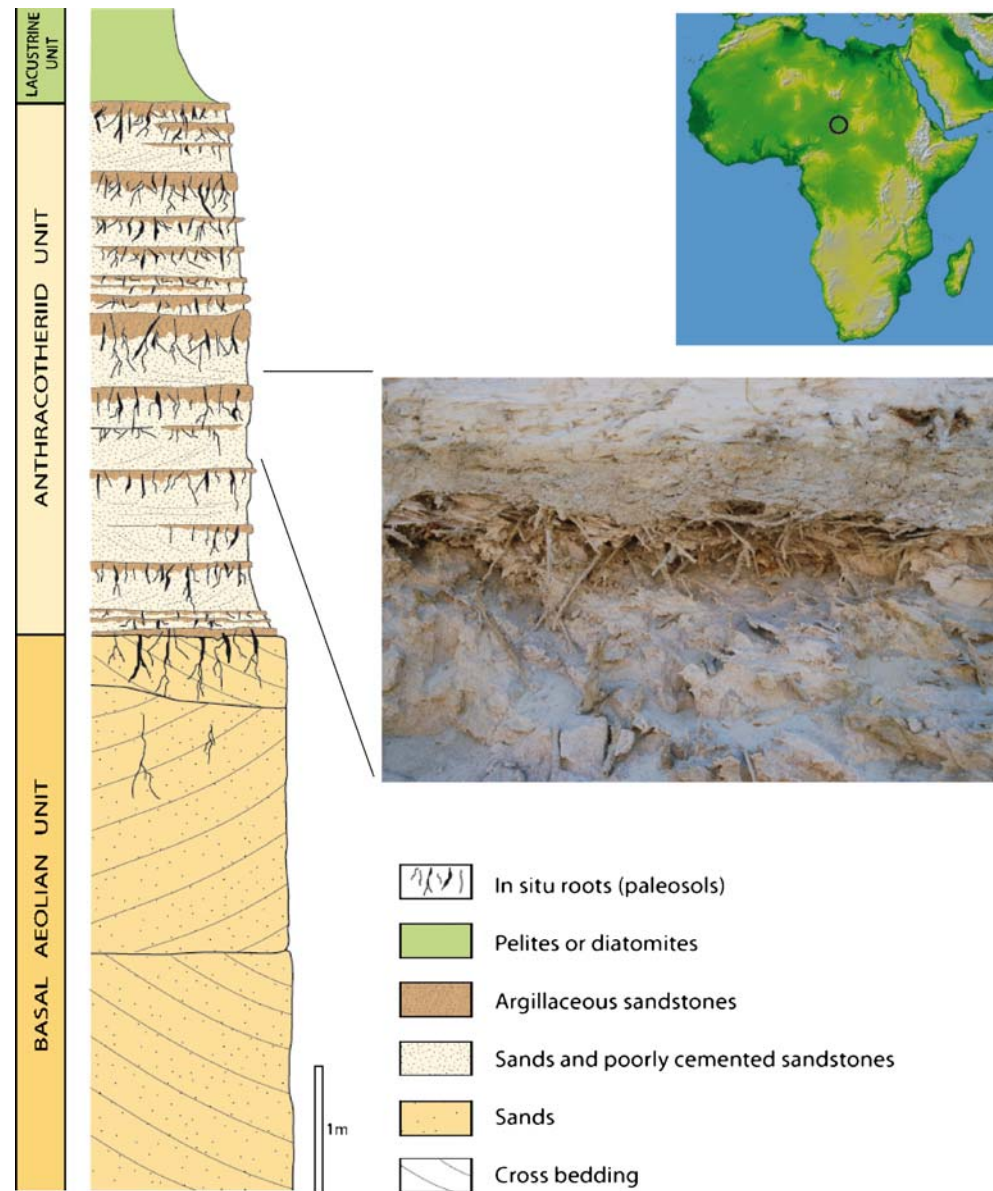 LACUSTRINE
UNIT
ANTHRACOTHERIID UNIT
BASAL AEOLIAN UNIT
1m
In situ roots (paleosols)
Pelites or diatomites
Argillaceous sandstones
Sands and poorly cemented sandstones
Sands
Cross bedding